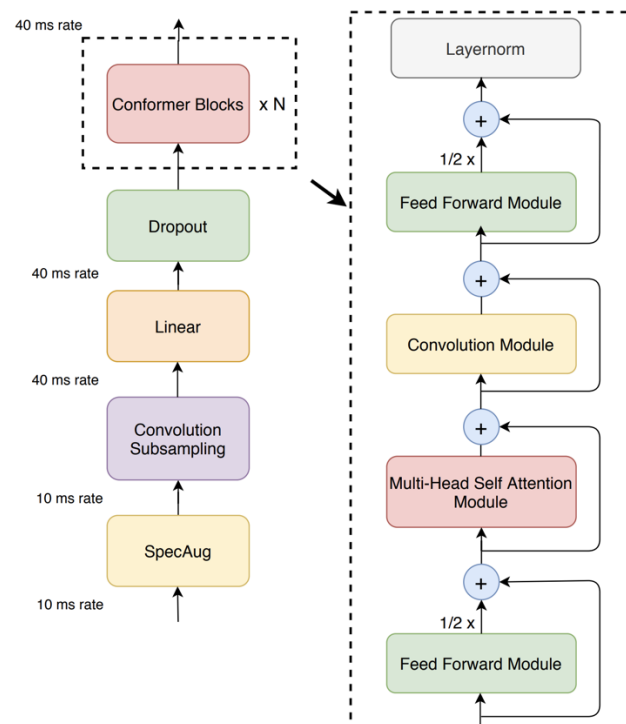 40 ms rate
Conformer Blocks
x N
Dropout
40 ms rate
Linear
40 ms rate
Convolution
Subsampling
10 ms rate
SpecAug
10 ms rate
Layernorm
+
1/2 x
Feed Forward Module
+
Convolution Module
+
Multi-Head Self Attention
Module
+
1/2 x
Feed Forward Module